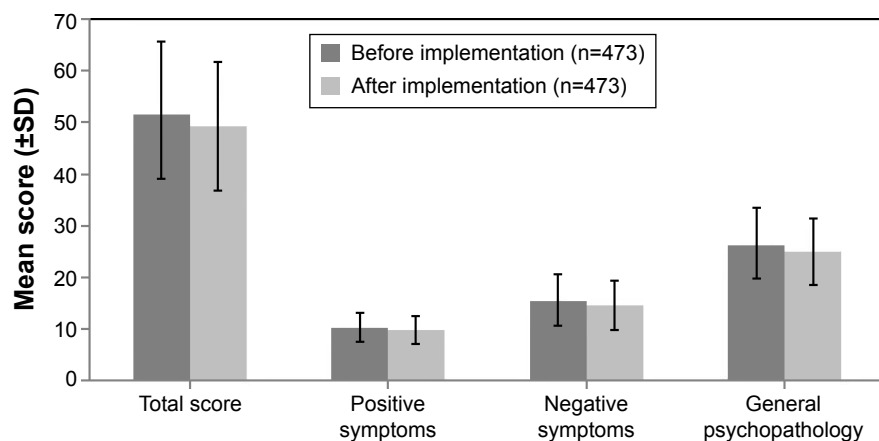 70
60
50
40
30
20
10
0
Mean score (±SD)
Before implementation (n=473)
After implementation (n=473)
Total score
Positive
symptoms
Negative
symptoms
General
psychopathology